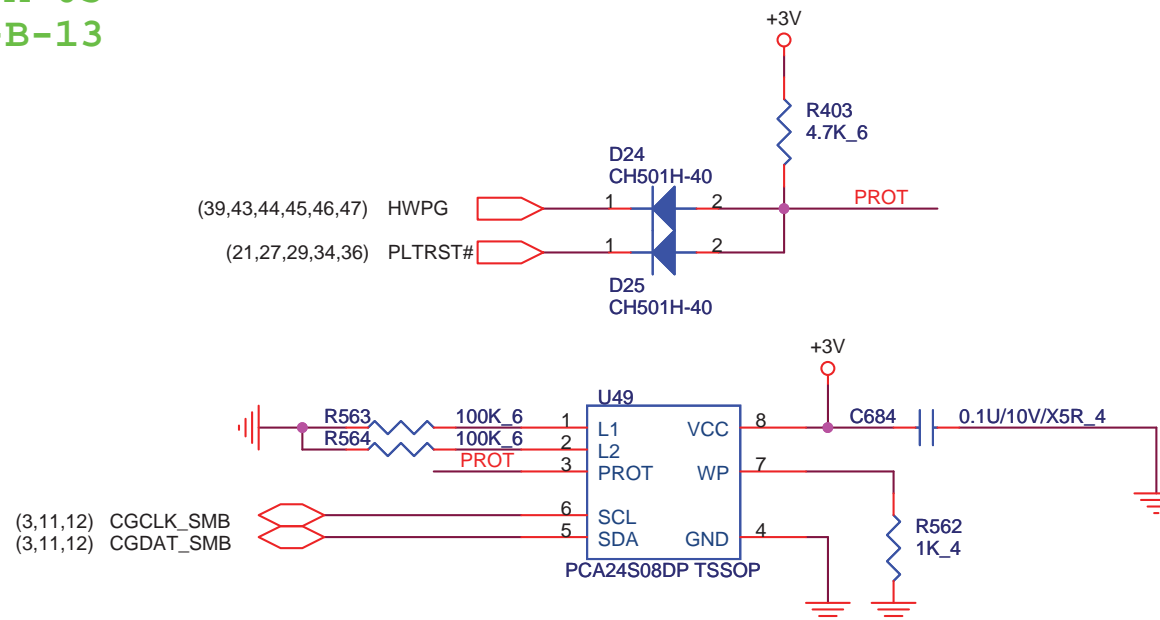 -B-13
+3V
R403
4.7K_6
D24
CH501H-40
(39,43,44,45,46,47) HWPG 1 2 PROT
(21,27,29,34,36) PLTRST# 1 2
D25
CH501H-40
+3V
U49
R563 100K_6 1 L1 VCC 8 C684 0.1U/10V/X5R_4
R564 100K_6 2 L2
PROT 3 PROT WP 7
(3,11,12) CGCLK_SMB 6 SCL
(3,11,12) CGDAT_SMB 5 SDA GND 4
R562
1K_4
PCA24S08DP TSSOP